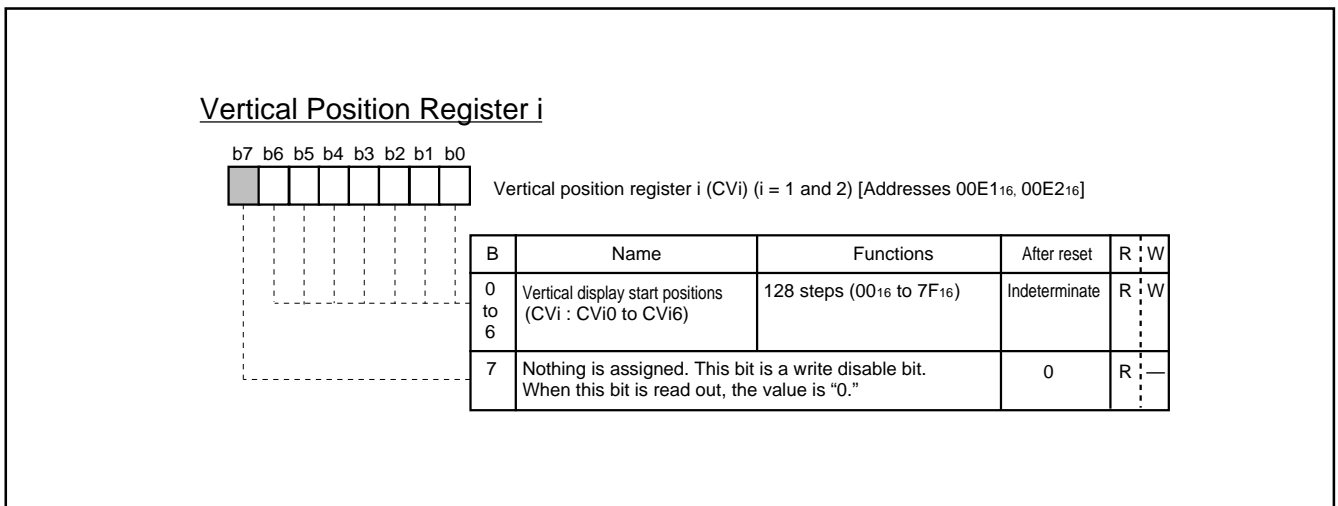 Vertical Position Register i
b7 b6 b5 b4 b3 b2 b1 b0
Vertical position register i (CVi) (i = 1 and 2) [Addresses 00E1₁₆, 00E2₁₆]
B Name Functions After reset R W
0 to 6 Vertical display start positions (CVi : CVi0 to CVi6) 128 steps (00₁₆ to 7F₁₆) Indeterminate R W
7 Nothing is assigned. This bit is a write disable bit. When this bit is read out, the value is “0.” 0 R —